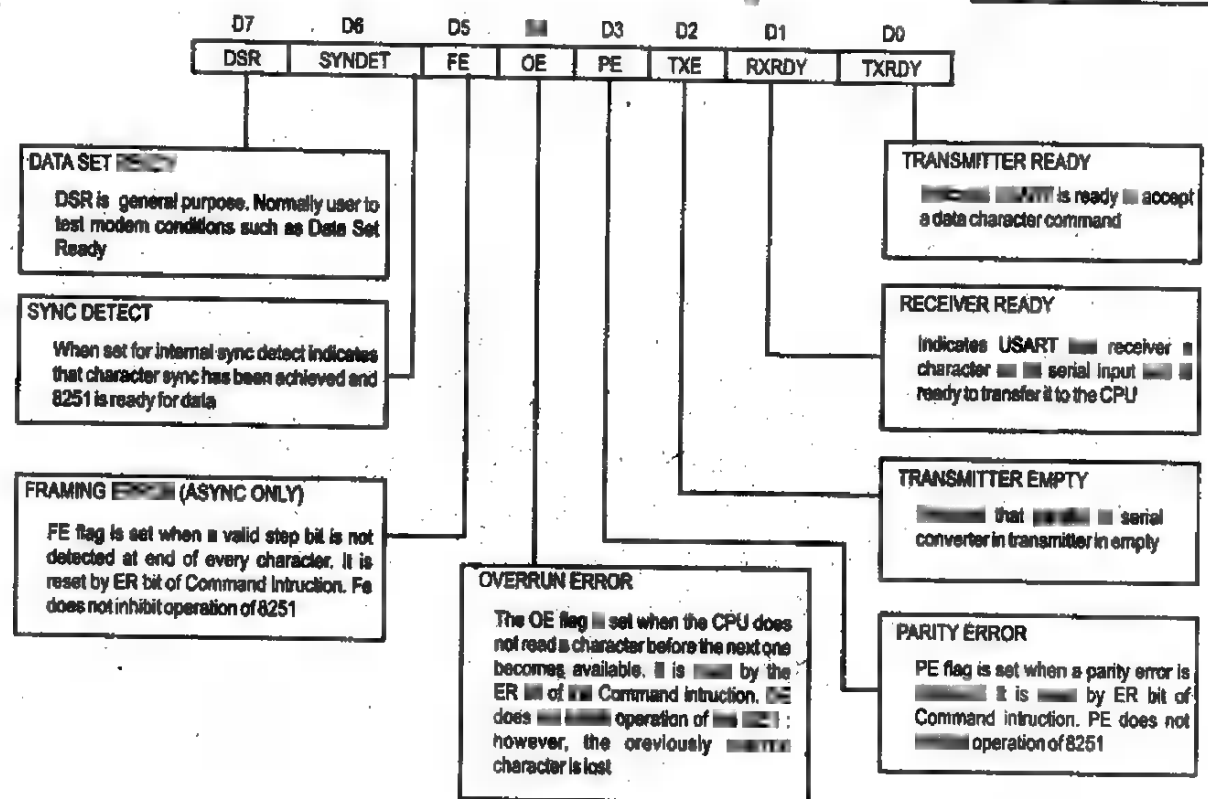 D7 D6 D5 D3 D2 D1 D0
DSR SYNDET FE OE PE TXE RXRDY TXRDY
DATA SET
DSR is general purpose. Normally user to
test modem conditions such as Data Set
Ready
SYNC DETECT
When set for internal sync detect indicates
that character sync has been achieved and
8251 is ready for data
FRAMING (ASYNC ONLY)
FE flag is set when a valid step bit is not
detected at end of every character. It is
reset by ER bit of Command Intruction. Fe
does not inhibit operation of 8251
OVERRUN ERROR
The OE flag set when the CPU does
not read a character before the next one
becomes available. It is by the
ER of Command intruction.
does operation of :
however, the oreviously
character is lost
TRANSMITTER READY
is ready accept
a data character command
RECEIVER READY
Indicates USART receiver a
character serial input
ready to transfer it to the CPU
TRANSMITTER EMPTY
that serial
converter in transmitter in empty
PARITY ERROR
PE flag is set when a parity error is
It is by ER bit of
Command intruction. PE does not
operation of 8251